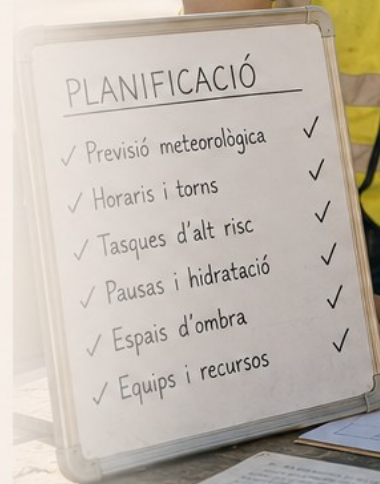 PLANIFICACIÓ
✓ Previsió meteorològica ✓
✓ Horaris i torns ✓
✓ Tasques d'alt risc ✓
✓ Pausas i hidratació ✓
✓ Espais d'ombra ✓
✓ Equips i recursos ✓